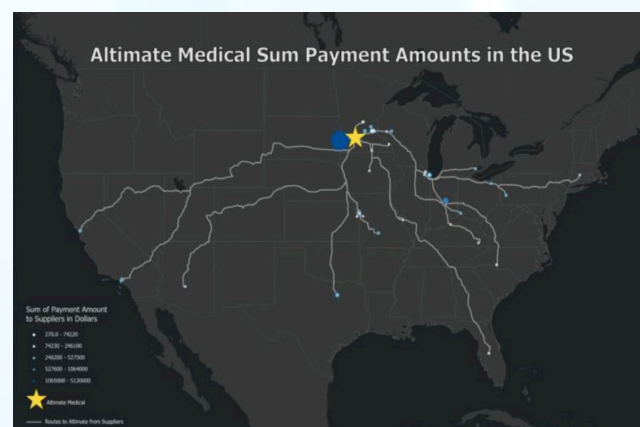 Altimate Medical Sum Payment Amounts in the US
Sum of Payment Amount
to Suppliers in Dollars
270.0 - 74220
74230 - 246100
246200 - 527500
527600 - 1064000
1065000 - 5120000
Altimate Medical
Routes to Altimate from Suppliers